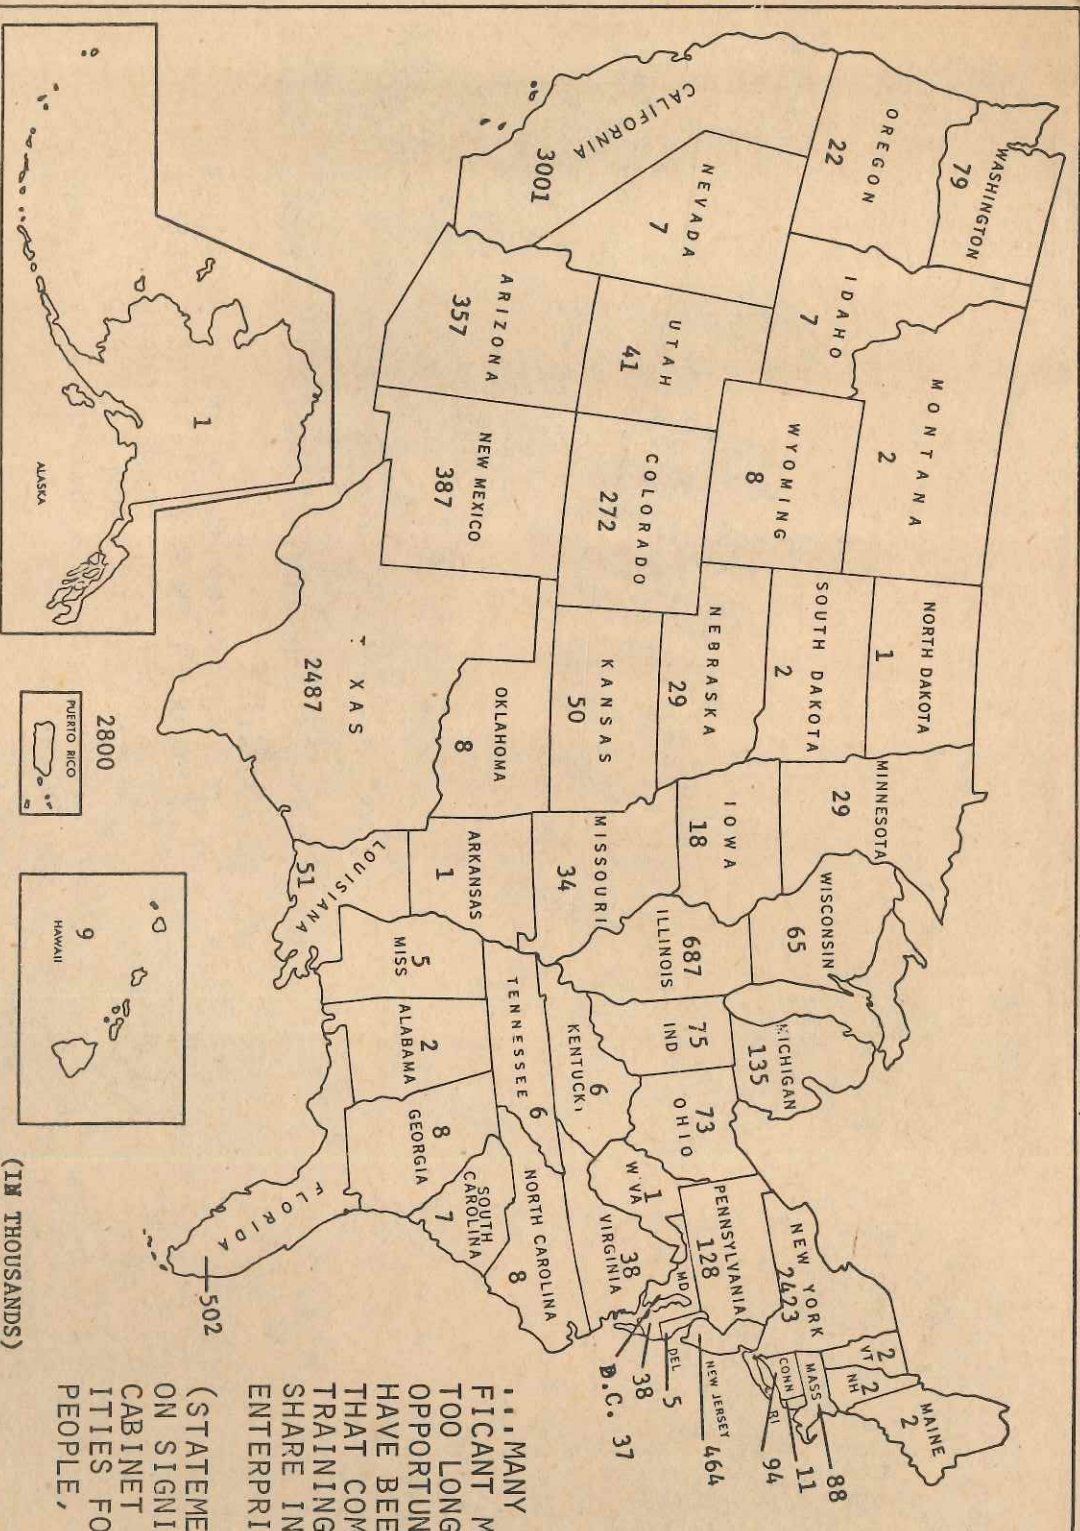 WASHINGTON
79
OREGON
22
CALIFORNIA
3001
NEVADA
7
IDAHO
7
MONTANA
2
WYOMING
8
UTAH
41
ARIZONA
357
COLORADO
272
NEW MEXICO
387
NORTH DAKOTA
1
SOUTH DAKOTA
2
NEBRASKA
29
KANSAS
50
OKLAHOMA
8
XAS
2487
MINNESOTA
29
IOWA
18
MISSOURI
34
ARKANSAS
1
LOUISIANA
51
WISCONSIN
65
687
ILLINOIS
5
MISS
MICHIGAN
135
75
IND
6
KENTUCKY
TENNESSEE 6
2
ALABAMA
73
OHIO
8
GEORGIA
FLORIDA
502
1
W'VA
38
VIRGINIA
NORTH CAROLINA
8
SOUTH
CAROLINA
7
PENNSYLVANIA
128
NEW YORK
2423
MD
38
DEL
5
D.C. 37
NEW JERSEY
464
2
VT
2
NH
MAINE
2
MASS
88
CONN
11
RI
94
1
ALASKA
2800
PUERTO RICO
9
HAWAII
(IN THOUSANDS)
...MANY
FICANT M
TOO LONG
OPPORTUN
HAVE BEE
THAT COM
TRAINING
SHARE IN
ENTERPRI
(STATEME
ON SIGNI
CABINET
ITIES FO
PEOPLE,